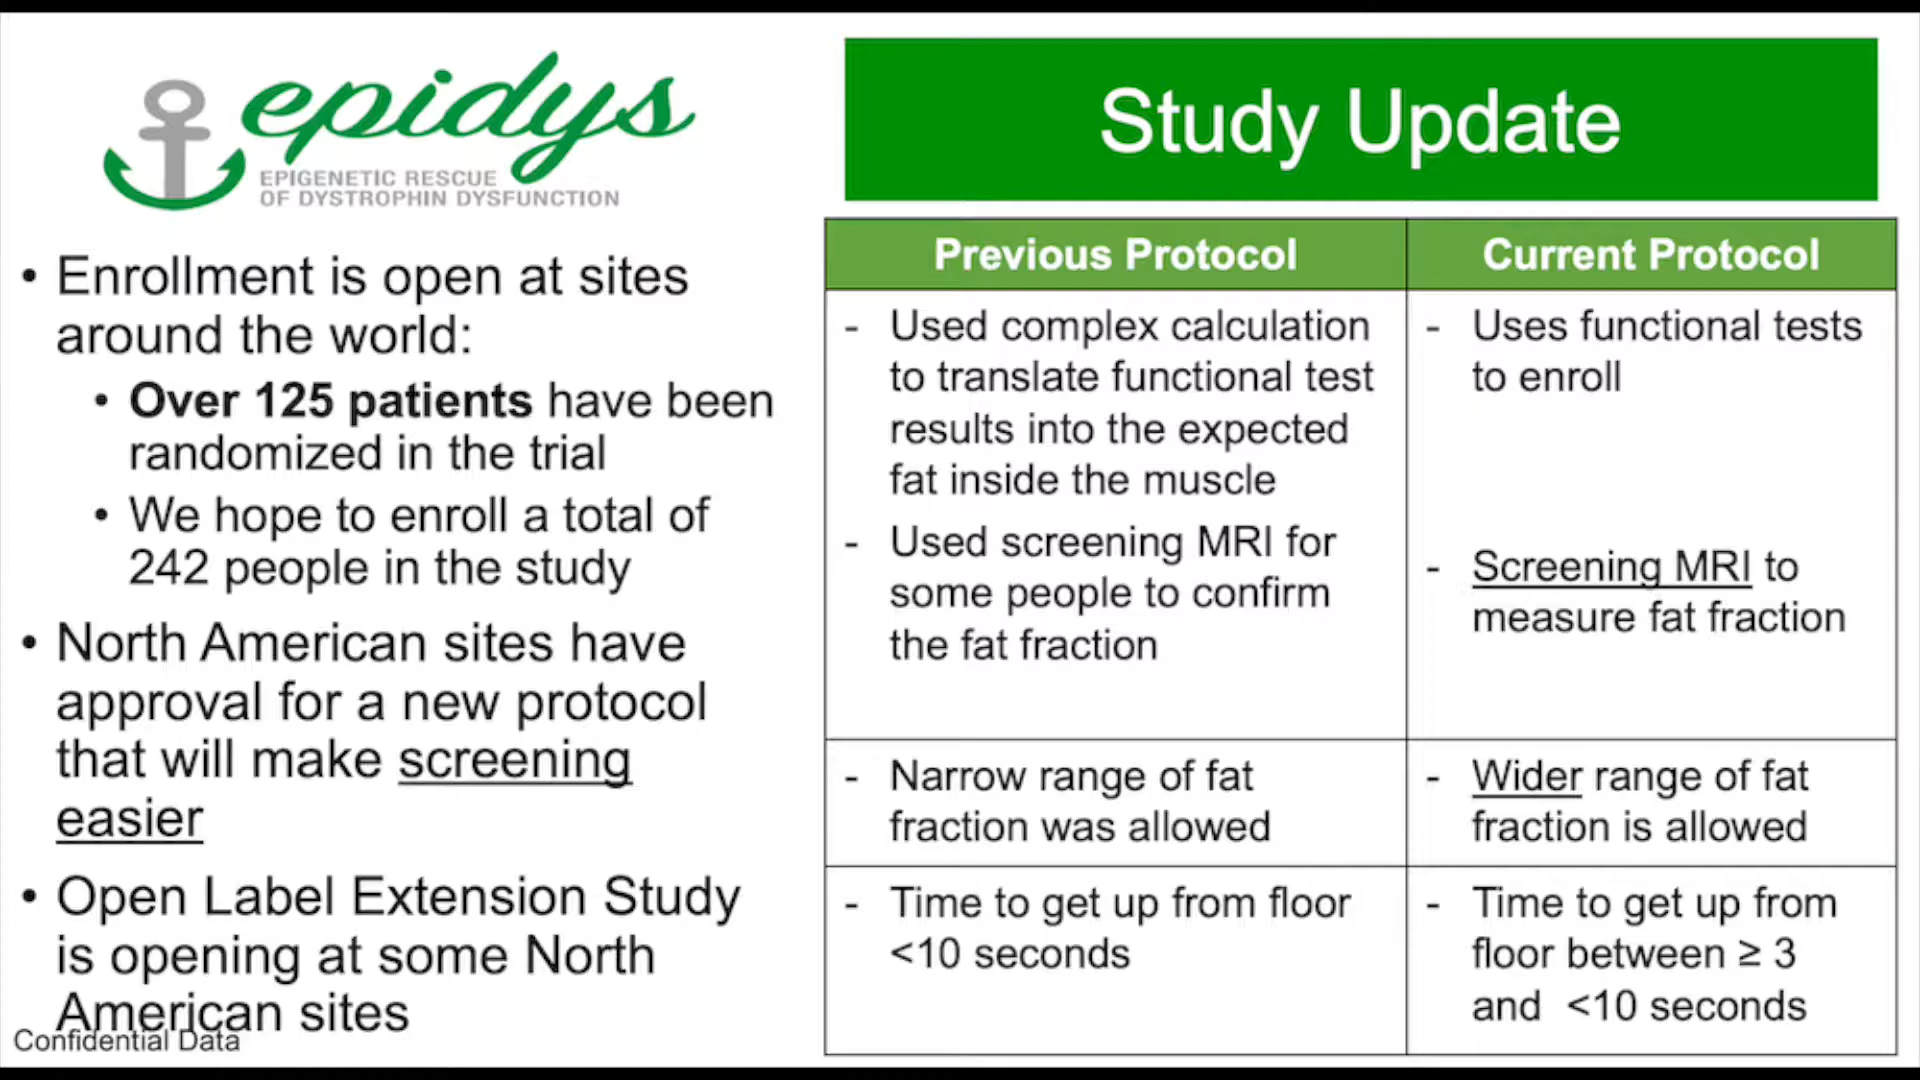 epidys
EPIGENETIC RESCUE
OF DYSTROPHIN DYSFUNCTION
Study Update
• Enrollment is open at sites
around the world:
• Over 125 patients have been
randomized in the trial
• We hope to enroll a total of
242 people in the study
• North American sites have
approval for a new protocol
that will make screening
easier
• Open Label Extension Study
is opening at some North
American sites
Confidential Data
Previous Protocol
Current Protocol
- Used complex calculation
to translate functional test
results into the expected
fat inside the muscle
- Used screening MRI for
some people to confirm
the fat fraction
- Uses functional tests
to enroll
- Screening MRI to
measure fat fraction
- Narrow range of fat
fraction was allowed
- Wider range of fat
fraction is allowed
- Time to get up from floor
<10 seconds
- Time to get up from
floor between ≥ 3
and <10 seconds